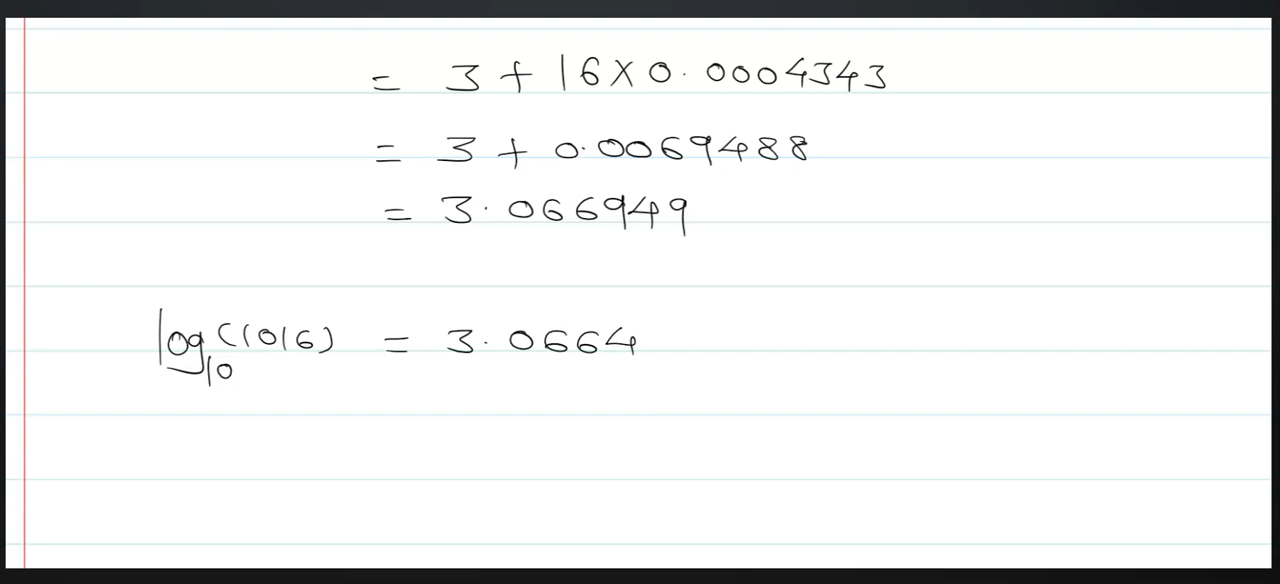 = 3 + 16 × 0.0004343
= 3 + 0.0069488
= 3.066949
log₁₀(1016) = 3.0664